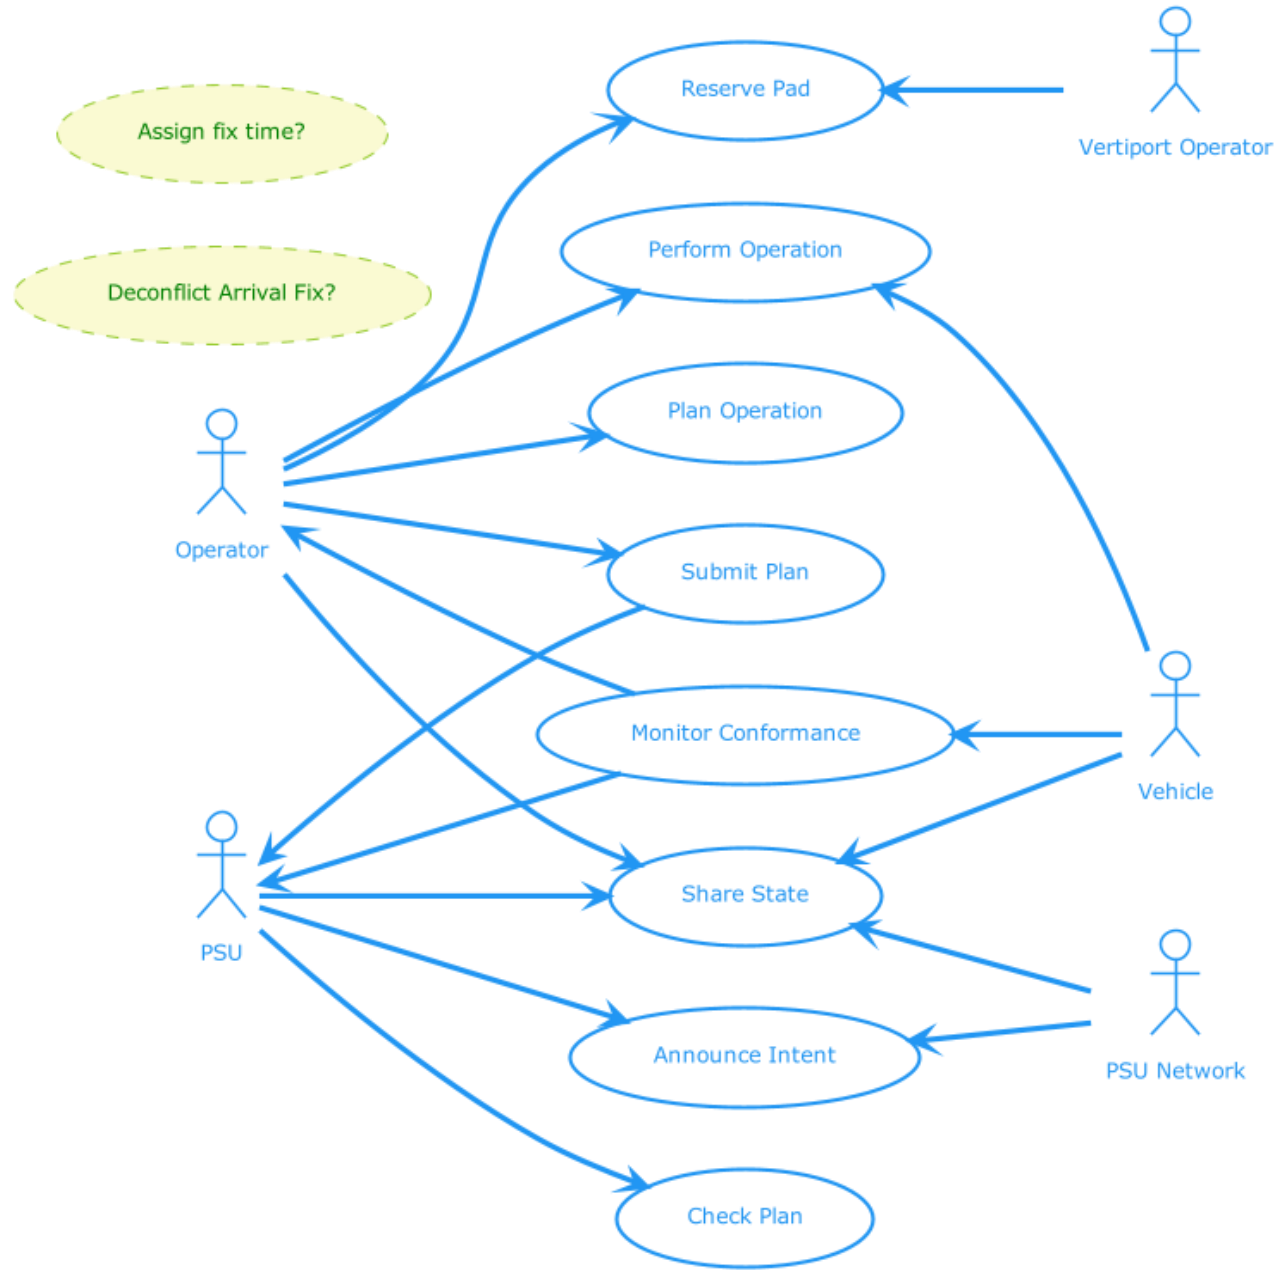 Reserve Pad
Vertiport Operator
Assign fix time?
Perform Operation
Deconflict Arrival Fix?
Plan Operation
Operator
Submit Plan
Monitor Conformance
Vehicle
Share State
PSU
Announce Intent
PSU Network
Check Plan